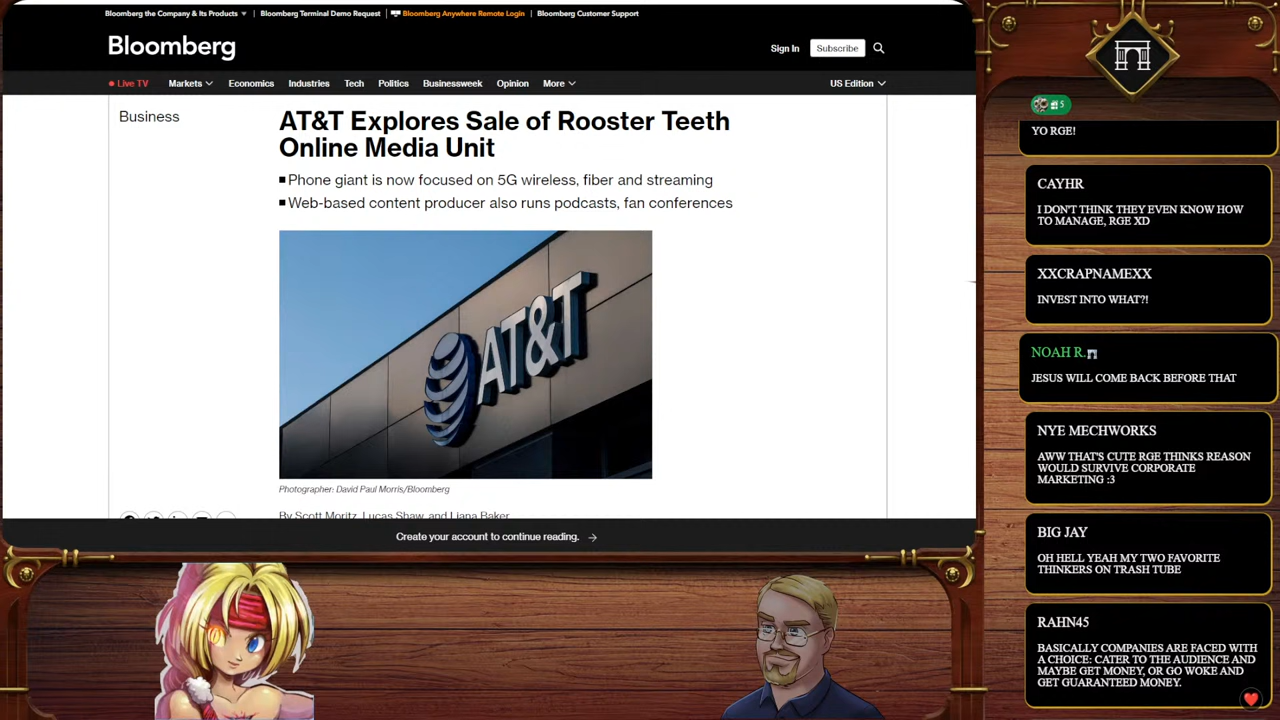 Bloomberg the Company & Its Products
Bloomberg Terminal Demo Request
Bloomberg Anywhere Remote Login
Bloomberg Customer Support
Bloomberg
Sign In
Subscribe
Live TV
Markets
Economics
Industries
Tech
Politics
Businessweek
Opinion
More
US Edition
Business
AT&T Explores Sale of Rooster Teeth
Online Media Unit
Phone giant is now focused on 5G wireless, fiber and streaming
Web-based content producer also runs podcasts, fan conferences
AT&T
Photographer: David Paul Morris/Bloomberg
By Scott Moritz, Lucas Shaw, and Liana Baker
Create your account to continue reading.
5
YO RGE!
CAYHR
I DON'T THINK THEY EVEN KNOW HOW
TO MANAGE, RGE XD
XXCRAPNAMEXX
INVEST INTO WHAT?!
NOAH R.
JESUS WILL COME BACK BEFORE THAT
NYE MECHWORKS
AWW THAT'S CUTE RGE THINKS REASON
WOULD SURVIVE CORPORATE
MARKETING :3
BIG JAY
OH HELL YEAH MY TWO FAVORITE
THINKERS ON TRASH TUBE
RAHN45
BASICALLY COMPANIES ARE FACED WITH
A CHOICE: CATER TO THE AUDIENCE AND
MAYBE GET MONEY, OR GO WOKE AND
GET GUARANTEED MONEY.